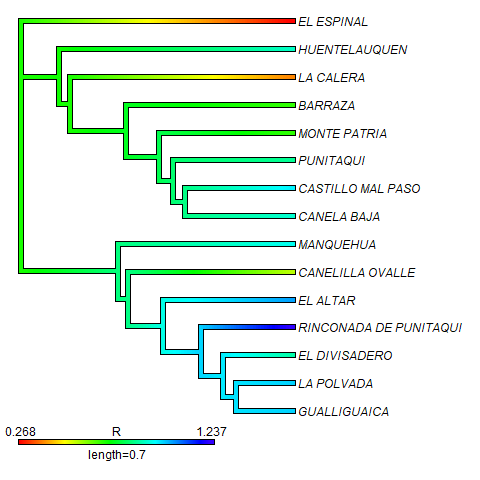 EL ESPINAL
HUENTELAUQUEN
LA CALERA
BARRAZA
MONTE PATRIA
PUNITAQUI
CASTILLO MAL PASO
CANELA BAJA
MANQUEHUA
CANELILLA OVALLE
EL ALTAR
RINCONADA DE PUNITAQUI
EL DIVISADERO
LA POLVADA
GUALLIGUAICA
0.268 R 1.237
length=0.7